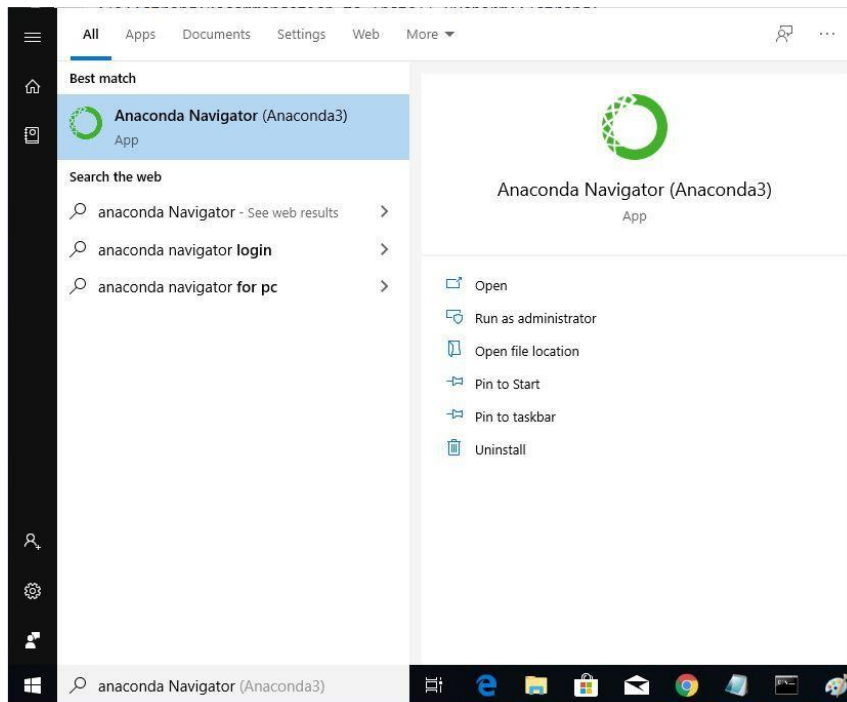 All Apps Documents Settings Web More
Best match
Anaconda Navigator (Anaconda3)
App
Search the web
anaconda Navigator - See web results
anaconda navigator login
anaconda navigator for pc
Anaconda Navigator (Anaconda3)
App
Open
Run as administrator
Open file location
Pin to Start
Pin to taskbar
Uninstall
anaconda Navigator (Anaconda3)